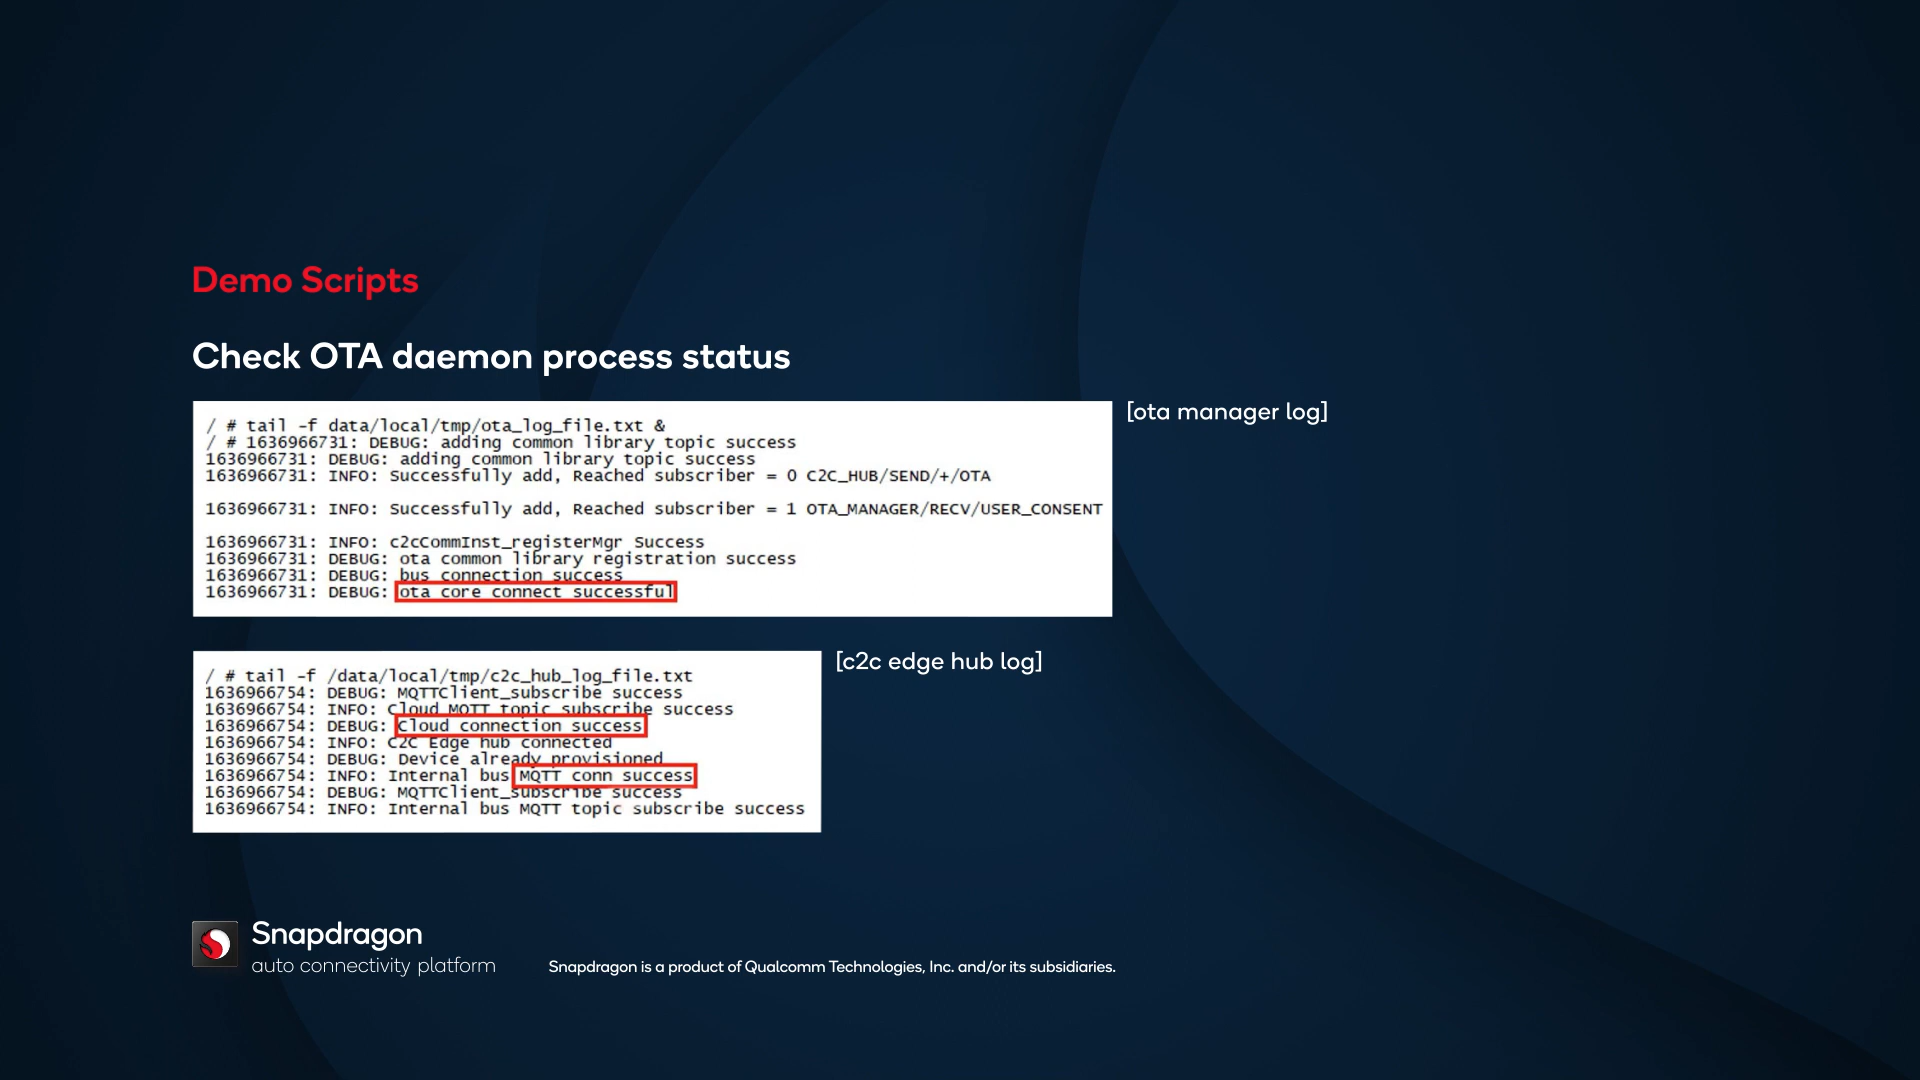 Demo Scripts
Check OTA daemon process status
/ # tail -f data/local/tmp/ota_log_file.txt &
/ # 1636966731: DEBUG: adding common library topic success
1636966731: DEBUG: adding common library topic success
1636966731: INFO: Successfully add, Reached subscriber = 0 C2C_HUB/SEND/+/OTA
1636966731: INFO: Successfully add, Reached subscriber = 1 OTA_MANAGER/RECV/USER_CONSENT
1636966731: INFO: c2cCommInst_registerMgr Success
1636966731: DEBUG: ota common library registration success
1636966731: DEBUG: bus connection success
1636966731: DEBUG: ota core connect successful
[ota manager log]
/ # tail -f /data/local/tmp/c2c_hub_log_file.txt
1636966754: DEBUG: MQTTClient_subscribe success
1636966754: INFO: Cloud MQTT topic subscribe success
1636966754: DEBUG: Cloud connection success
1636966754: INFO: C2C Edge hub connected
1636966754: DEBUG: Device already provisioned
1636966754: INFO: Internal bus MQTT conn success
1636966754: DEBUG: MQTTClient_subscribe success
1636966754: INFO: Internal bus MQTT topic subscribe success
[c2c edge hub log]
Snapdragon
auto connectivity platform
Snapdragon is a product of Qualcomm Technologies, Inc. and/or its subsidiaries.